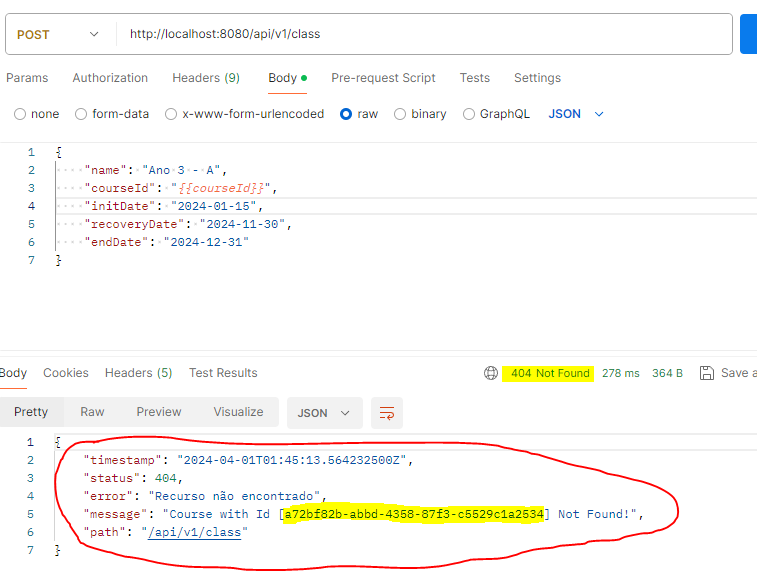 POST
http://localhost:8080/api/v1/class
Params Authorization Headers (9) Body Pre-request Script Tests Settings
none form-data x-www-form-urlencoded raw binary GraphQL JSON
1 {
2 "name": "Ano 3 - A",
3 "courseId": "{{courseId}}",
4 "initDate": "2024-01-15",
5 "recoveryDate": "2024-11-30",
6 "endDate": "2024-12-31"
7 }
Body Cookies Headers (5) Test Results 404 Not Found 278 ms 364 B Save a
Pretty Raw Preview Visualize JSON
1 {
2 "timestamp": "2024-04-01T01:45:13.564232500Z",
3 "status": 404,
4 "error": "Recurso não encontrado",
5 "message": "Course with Id [a72bf82b-abbd-4358-87f3-c5529c1a2534] Not Found!",
6 "path": "/api/v1/class"
7 }